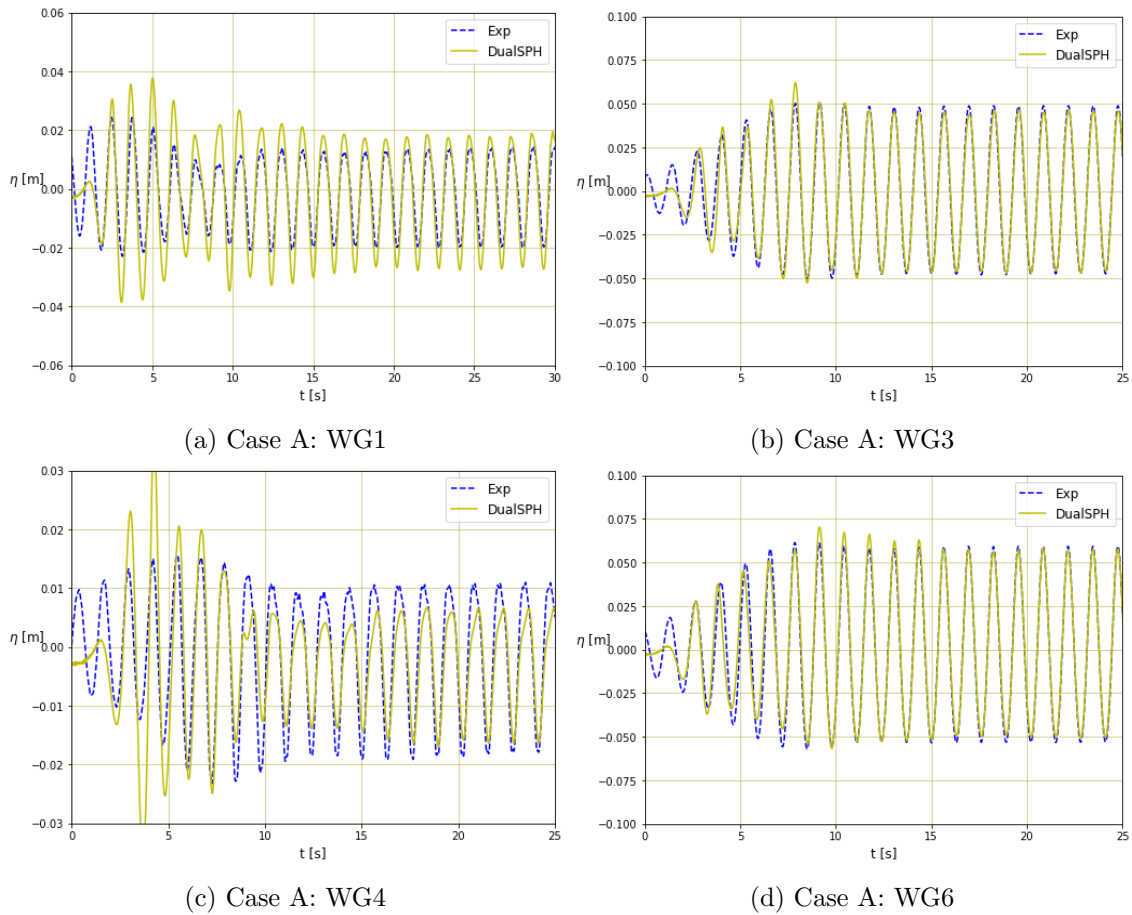 0.06
0.04
0.02
η [m] 0.00
−0.02
−0.04
−0.06
0 5 10 15 20 25 30
t [s]
Exp
DualSPH
(a) Case A: WG1
0.100
0.075
0.050
0.025
η [m] 0.000
−0.025
−0.050
−0.075
−0.100
0 5 10 15 20 25
t [s]
Exp
DualSPH
(b) Case A: WG3
0.03
0.02
0.01
η [m] 0.00
−0.01
−0.02
−0.03
0 5 10 15 20 25
t [s]
Exp
DualSPH
(c) Case A: WG4
0.100
0.075
0.050
0.025
η [m] 0.000
−0.025
−0.050
−0.075
−0.100
0 5 10 15 20 25
t [s]
Exp
DualSPH
(d) Case A: WG6